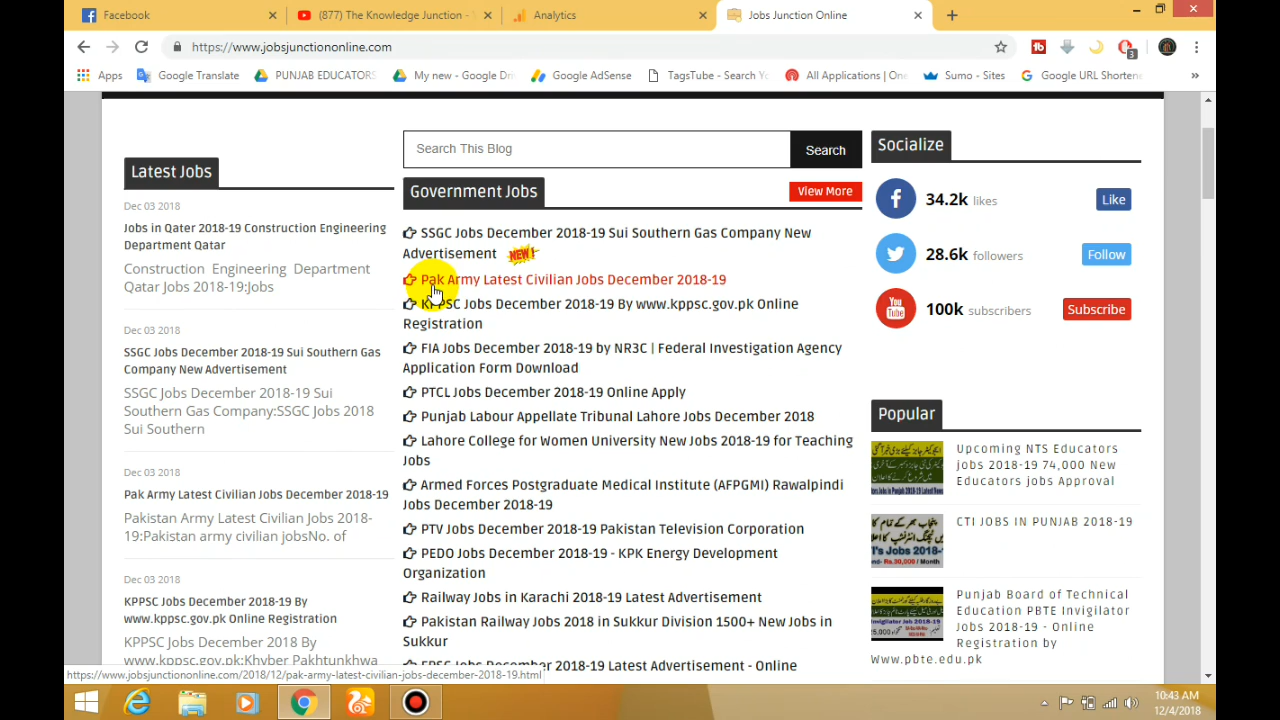 Facebook
(877) The Knowledge Junction -
Analytics
Jobs Junction Online
https://www.jobsjunctiononline.com
3
Apps
Google Translate
PUNJAB EDUCATORS
My new - Google Dri
Google AdSense
TagsTube - Search Yo
All Applications | One
Sumo - Sites
Google URL Shortene
Latest Jobs
Dec 03 2018
Jobs in Qater 2018-19 Construction Engineering
Department Qatar
Construction Engineering Department
Qatar Jobs 2018-19:Jobs
Dec 03 2018
SSGC Jobs December 2018-19 Sui Southern Gas
Company New Advertisement
SSGC Jobs December 2018-19 Sui
Southern Gas Company:SSGC Jobs 2018
Sui Southern
Dec 03 2018
Pak Army Latest Civilian Jobs December 2018-19
Pakistan Army Latest Civilian Jobs 2018-
19:Pakistan army civilian jobsNo. of
Dec 03 2018
KPPSC Jobs December 2018-19 By
www.kppsc.gov.pk Online Registration
KPPSC Jobs December 2018 By
www.kppsc.gov.pk:Khyber Pakhtunkhwa
Search This Blog
Search
Government Jobs
View More
SSGC Jobs December 2018-19 Sui Southern Gas Company New
Advertisement NEW!
Pak Army Latest Civilian Jobs December 2018-19
KPPSC Jobs December 2018-19 By www.kppsc.gov.pk Online
Registration
FIA Jobs December 2018-19 by NR3C | Federal Investigation Agency
Application Form Download
PTCL Jobs December 2018-19 Online Apply
Punjab Labour Appellate Tribunal Lahore Jobs December 2018
Lahore College for Women University New Jobs 2018-19 for Teaching
Jobs
Armed Forces Postgraduate Medical Institute (AFPGMI) Rawalpindi
Jobs December 2018-19
PTV Jobs December 2018-19 Pakistan Television Corporation
PEDO Jobs December 2018-19 - KPK Energy Development
Organization
Railway Jobs in Karachi 2018-19 Latest Advertisement
Pakistan Railway Jobs 2018 in Sukkur Division 1500+ New Jobs in
Sukkur
FPSC Jobs December 2018-19 Latest Advertisement - Online
Socialize
34.2k likes
Like
28.6k followers
Follow
You Tube
100k subscribers
Subscribe
Popular
Upcoming NTS Educators
jobs 2018-19 74,000 New
Educators jobs Approval
CTI JOBS IN PUNJAB 2018-19
Punjab Board of Technical
Education PBTE Invigilator
Jobs 2018-19 - Online
Registration by
Www.pbte.edu.pk
https://www.jobsjunctiononline.com/2018/12/pak-army-latest-civilian-jobs-december-2018-19.html
10:43 AM
12/4/2018